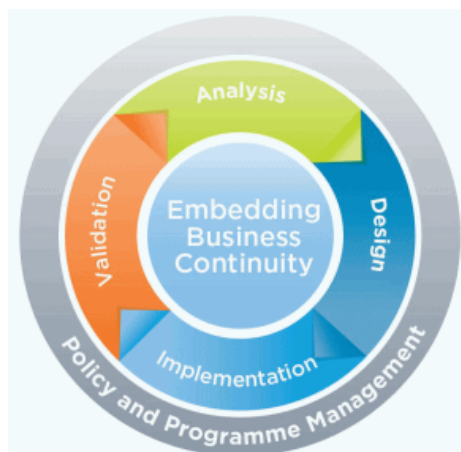 Analysis
Design
Implementation
Validation
Embedding
Business
Continuity
Policy and Programme Management